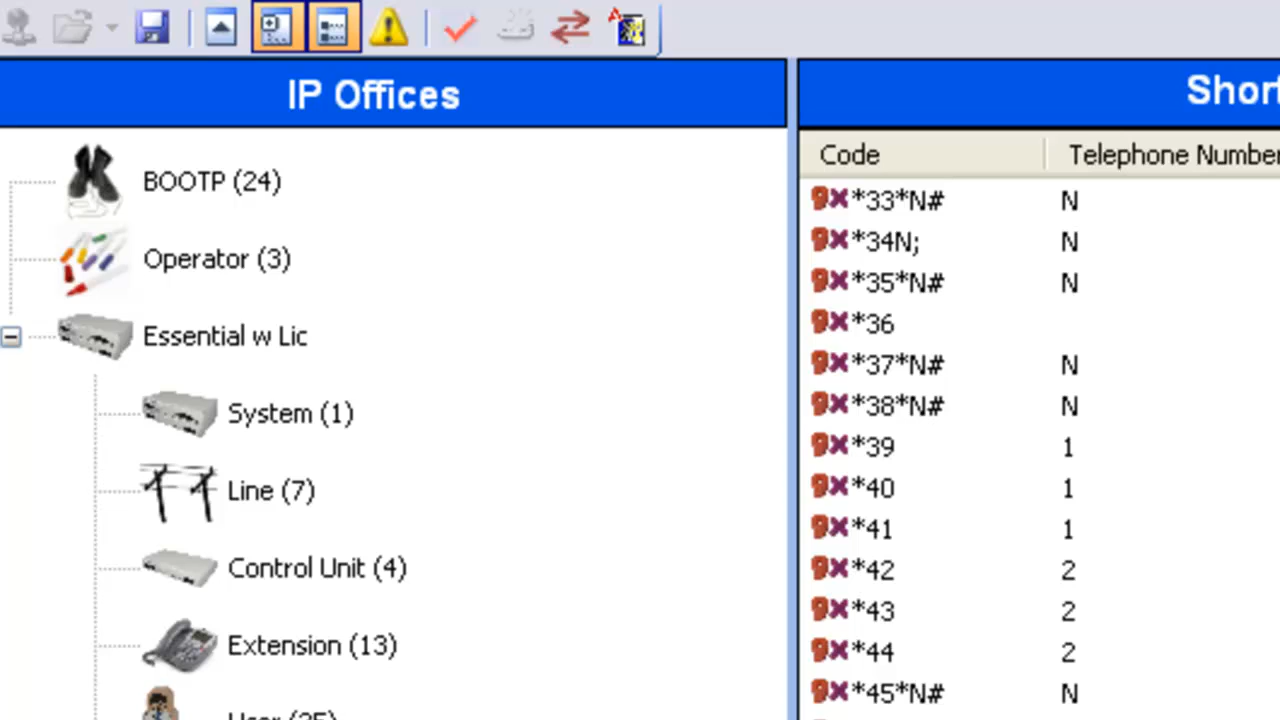 IP Offices
BOOTP (24)
Operator (3)
Essential w Lic
System (1)
Line (7)
Control Unit (4)
Extension (13)
Code Telephone Number
*33*N# N
*34N; N
*35*N# N
*36
*37*N# N
*38*N# N
*39 1
*40 1
*41 1
*42 2
*43 2
*44 2
*45*N# N